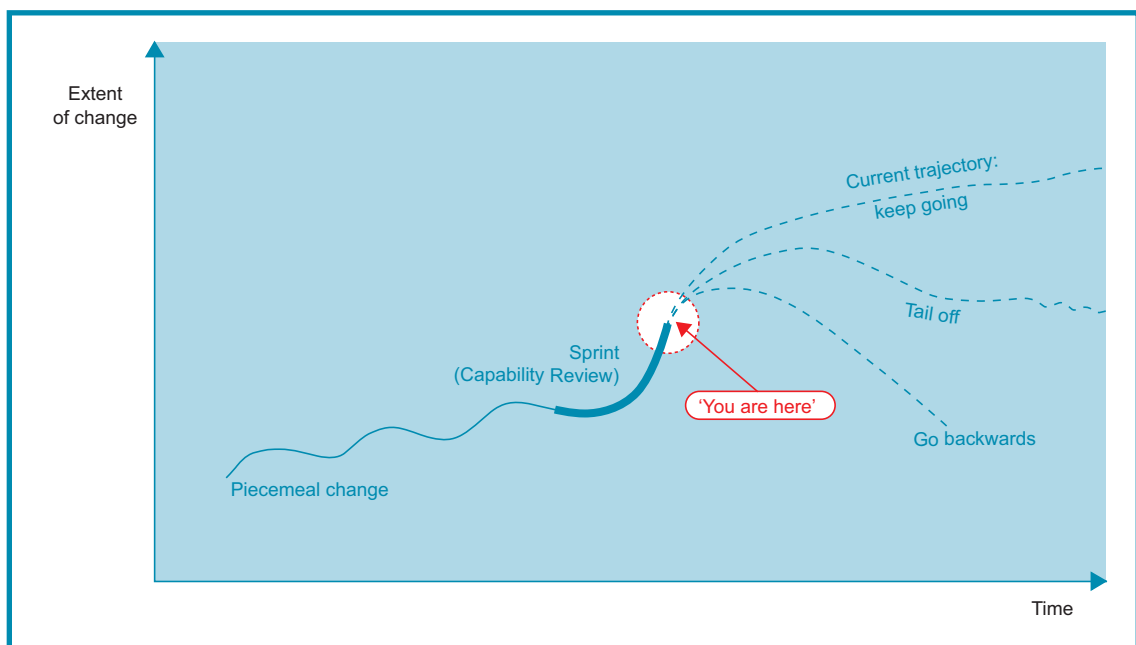 Extent
of change
Current trajectory:
keep going
Tail off
Sprint
(Capability Review)
‘You are here’
Go backwards
Piecemeal change
Time